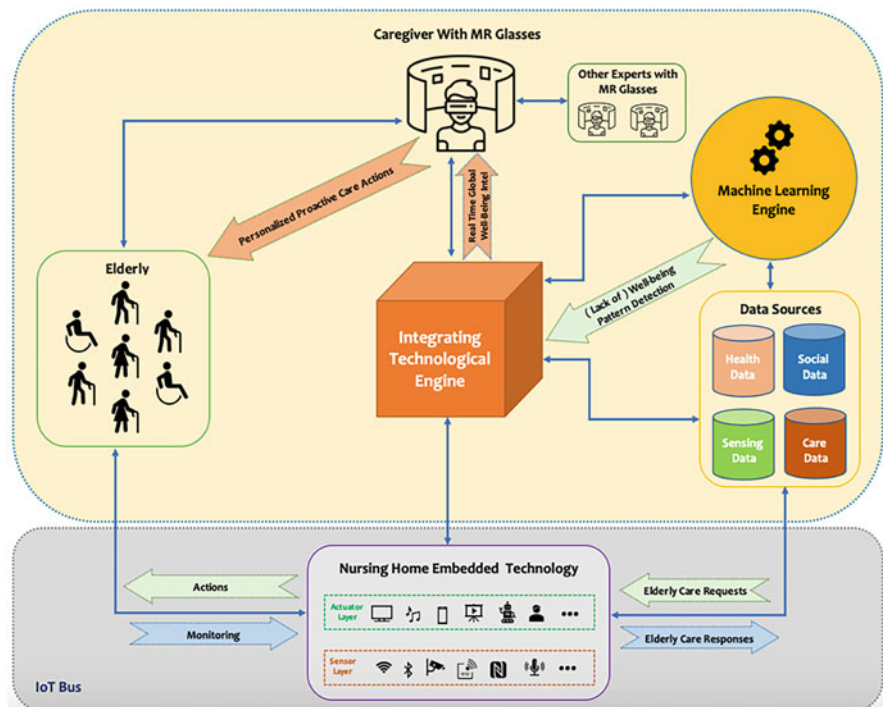 Caregiver With MR Glasses
Other Experts with
MR Glasses
Machine Learning
Engine
Personalized Proactive Care Actions
Real Time Global
Well-Being Intel
Elderly
( Lack of ) Well-being
Pattern Detection
Integrating
Technological
Engine
Data Sources
Health
Data
Social
Data
Sensing
Data
Care
Data
Nursing Home Embedded Technology
Actions
Monitoring
Actuator
Layer
Sensor
Layer
Elderly Care Requests
Elderly Care Responses
IoT Bus